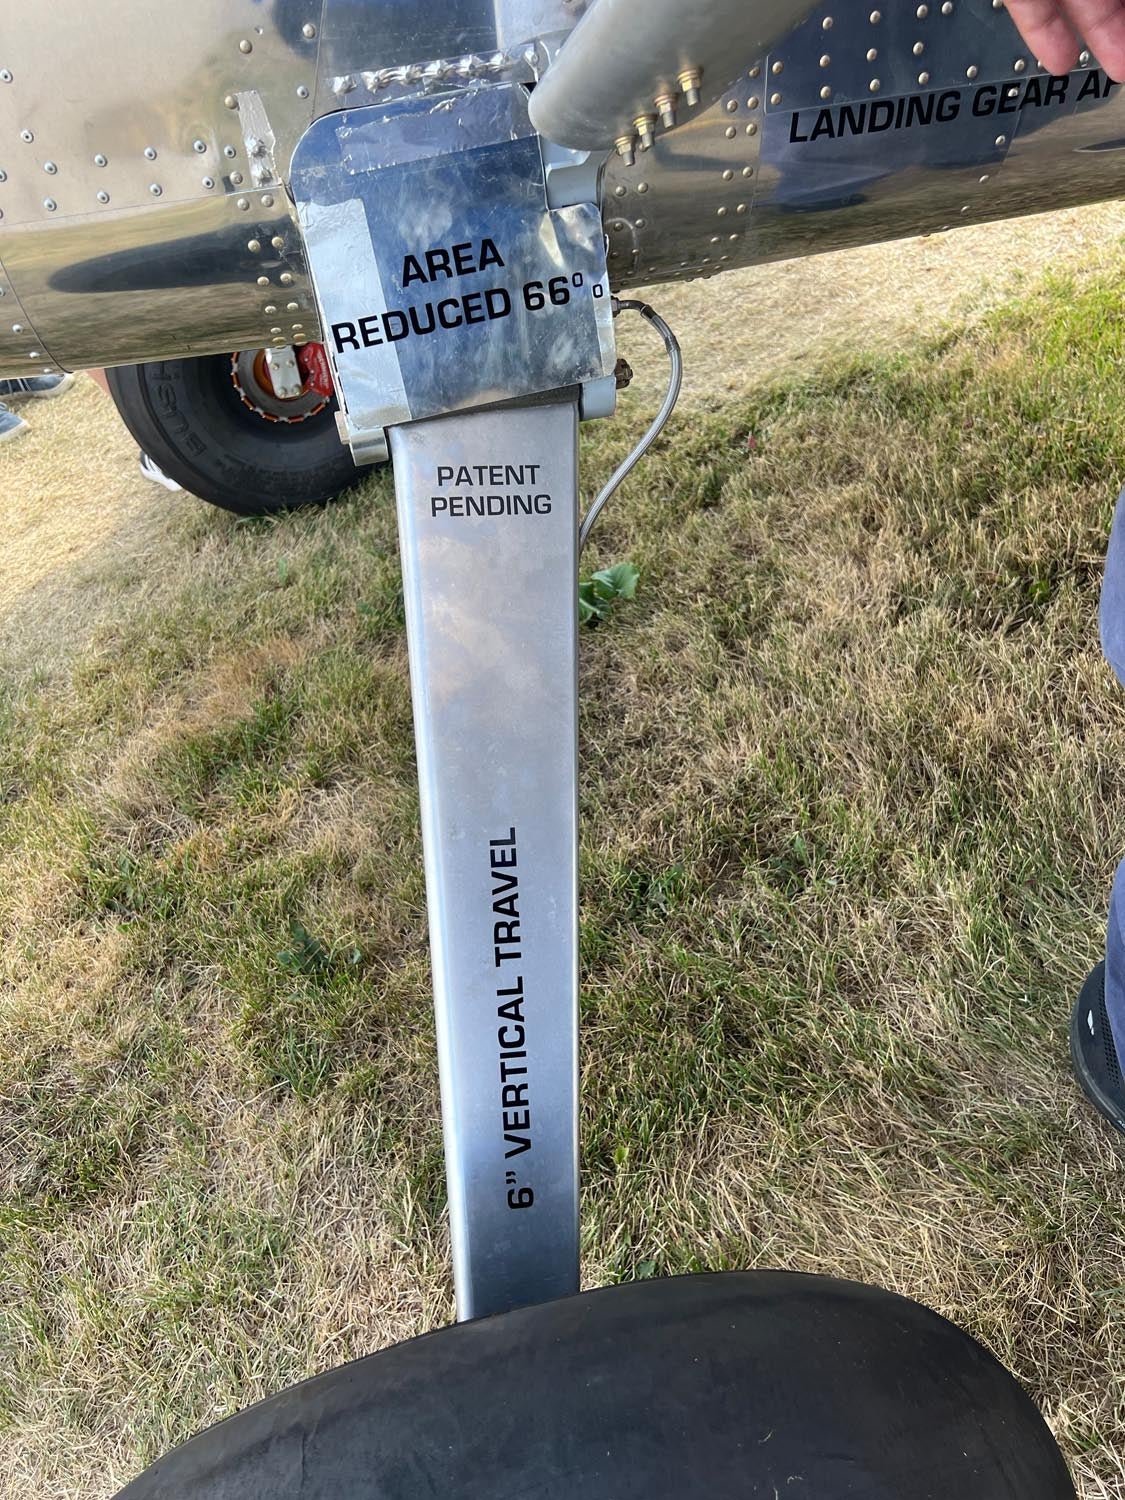 LANDING GEAR
AREA
REDUCED 66%
PATENT
PENDING
6” VERTICAL TRAVEL